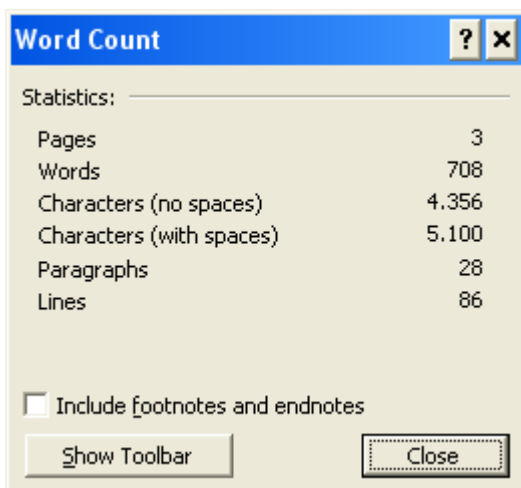 Word Count
Statistics:
Pages 3
Words 708
Characters (no spaces) 4.356
Characters (with spaces) 5.100
Paragraphs 28
Lines 86
Include footnotes and endnotes
Show Toolbar Close